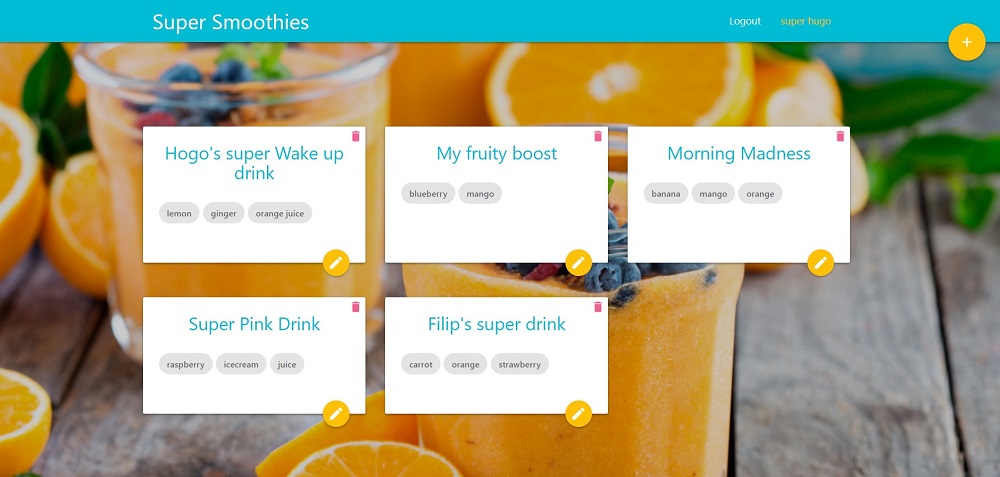 Super Smoothies
Logout super hugo
Hogo's super Wake up
drink
lemon ginger orange juice
My fruity boost
blueberry mango
Morning Madness
banana mango orange
Super Pink Drink
raspberry icecream juice
Filip's super drink
carrot orange strawberry